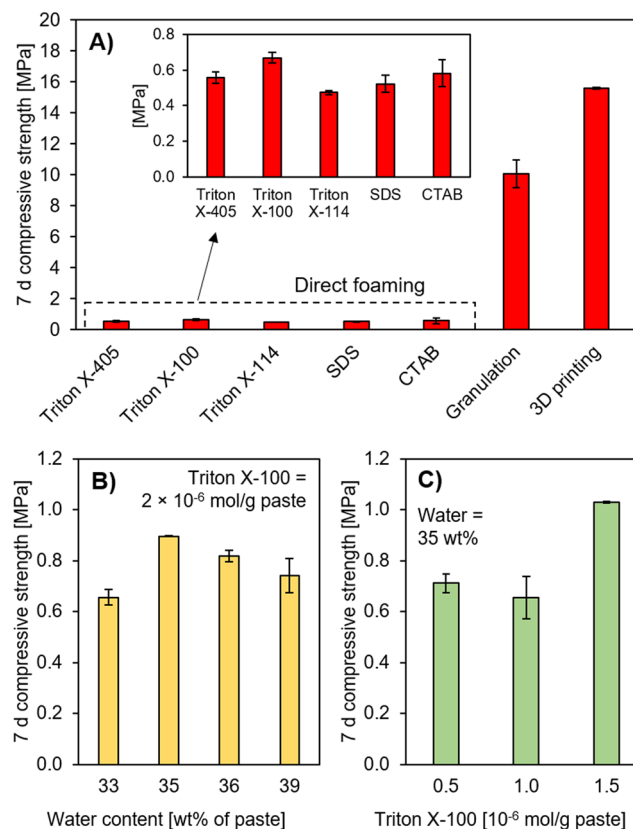 A)
7 d compressive strength [MPa]
20
18
16
14
12
10
8
6
4
2
0
[MPa]
0.8
0.6
0.4
0.2
0.0
Triton
X-405
Triton
X-100
Triton
X-114
SDS
CTAB
Direct foaming
Triton X-405
Triton X-100
Triton X-114
SDS
CTAB
Granulation
3D printing
B)
Triton X-100 =
2 × 10⁻⁶ mol/g paste
7 d compressive strength [MPa]
1.2
1.0
0.8
0.6
0.4
0.2
0.0
33 35 36 39
Water content [wt% of paste]
C)
Water =
35 wt%
7 d compressive strength [MPa]
1.2
1.0
0.8
0.6
0.4
0.2
0.0
0.5 1.0 1.5
Triton X-100 [10⁻⁶ mol/g paste]